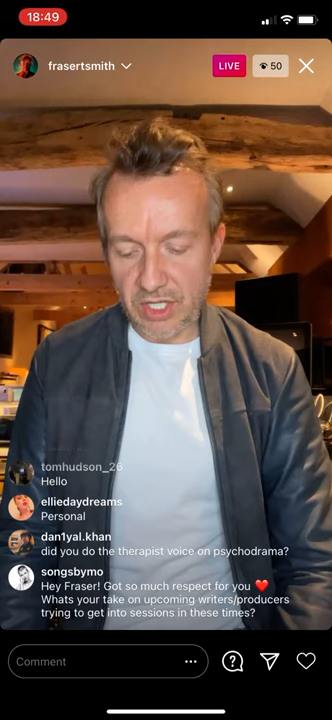 18:49
frasertsmith
LIVE
50
tomhudson_26
Hello
elliedaydreams
Personal
dan1yal.khan
did you do the therapist voice on psychodrama?
songsbymo
Hey Fraser! Got so much respect for you ❤️
Whats your take on upcoming writers/producers
trying to get into sessions in these times?
Comment